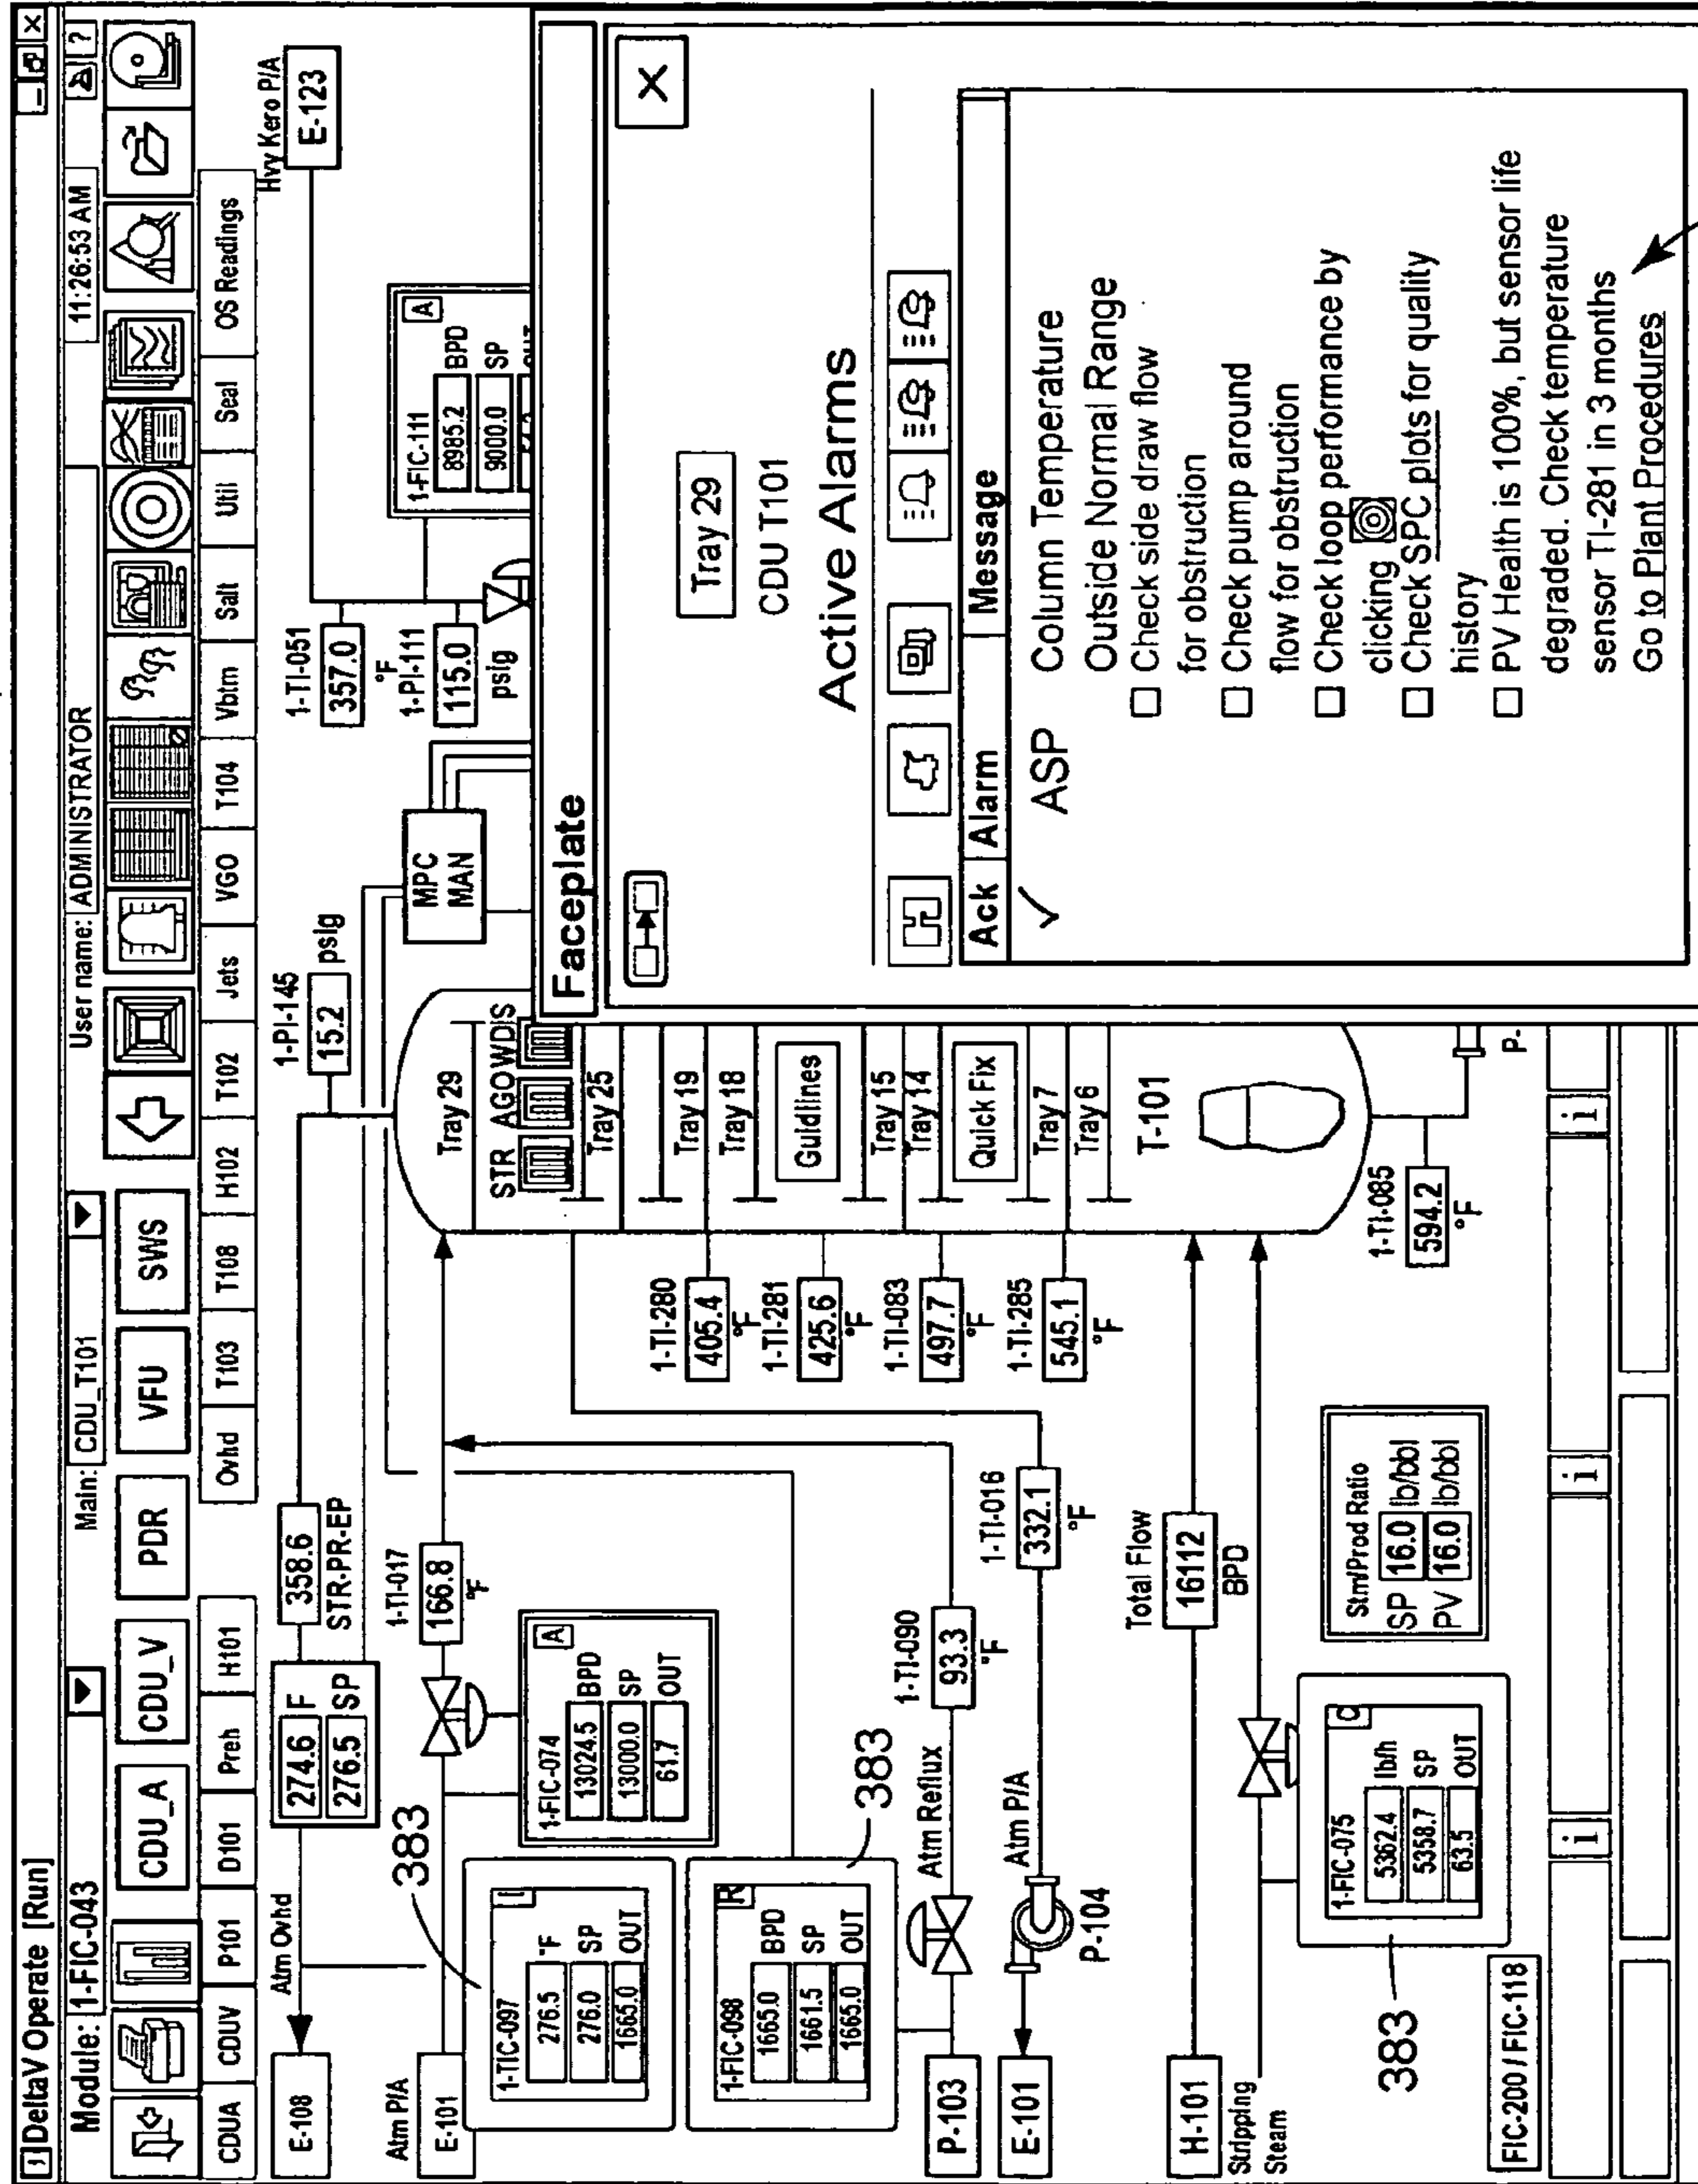 DeltaV Operate [Run]
Module: 1-FIC-043
Main: CDU_T101
User name: ADMINISTRATOR
11:26:53 AM
?
CDU_A CDU_V PDR VFU SWS
CDUA CDUV P101 D101 Preh H101 Ovhd T103 T108 H102 T102 Jets VGO T104 Vbtm Salt Util Seal OS Readings
E-108
Atm Ovhd
274.6 F
276.5 SP
358.6
STR-PR-EP
1-PI-145
15.2 psig
MPC
MAN
1-TI-051
357.0
°F
1-PI-111
115.0
psig
Hvy Kero P/A
E-123
1-FIC-111
A
8985.2 BPD
9000.0 SP
Atm P/A
E-101
383
1-TI-017
166.8
°F
1-TIC-097
276.5 °F
276.0 SP
1665.0 OUT
1-FIC-074
A
13024.5 BPD
13000.0 SP
61.7 OUT
1-FIC-098
R
1665.0 BPD
1661.5 SP
1665.0 OUT
383
P-103
Atm Reflux
1-TI-090
93.3
°F
E-101
P-104
Atm P/A
1-TI-016
332.1
°F
Tray 29
STR AGO WDS
Tray 25
Tray 19
Tray 18
Guidlines
Tray 15
Tray 14
Quick Fix
Tray 7
Tray 6
T-101
1-TI-280
405.4
°F
1-TI-281
425.6
°F
1-TI-083
497.7
°F
1-TI-285
545.1
°F
H-101
Total Flow
16112
BPD
Stripping
Steam
383
1-FIC-075
C
5362.4 lb/h
5358.7 SP
63.5 OUT
Stm/Prod Ratio
SP 16.0 lb/bbl
PV 16.0 lb/bbl
1-TI-085
594.2
°F
P-
FIC-200 / FIC-118
i i i
Faceplate
X
Tray 29
CDU T101
Active Alarms
Ack Alarm Message
✓ ASP Column Temperature
Outside Normal Range
☐ Check side draw flow
for obstruction
☐ Check pump around
flow for obstruction
☐ Check loop performance by
clicking
☐ Check SPC plots for quality
history
☐ PV Health is 100%, but sensor life
degraded. Check temperature
sensor TI-281 in 3 months
Go to Plant Procedures